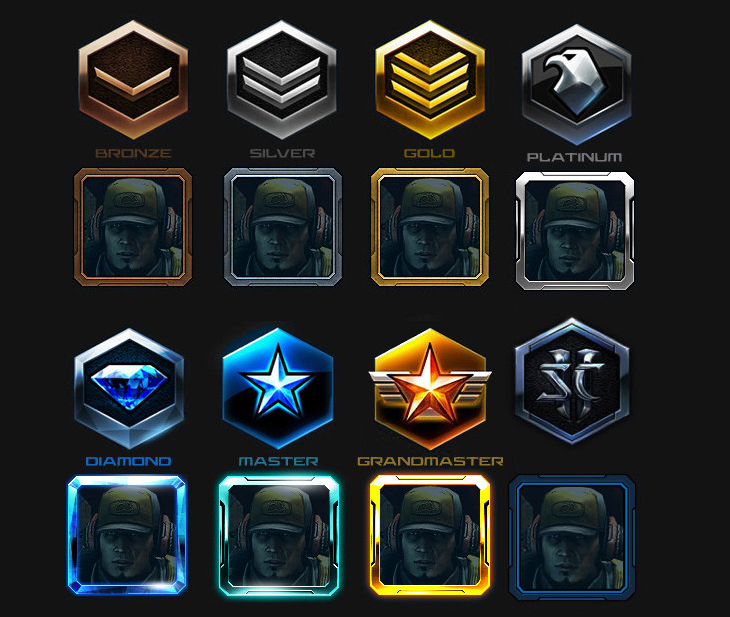 BRONZE SILVER GOLD PLATINUM
DIAMOND MASTER GRANDMASTER